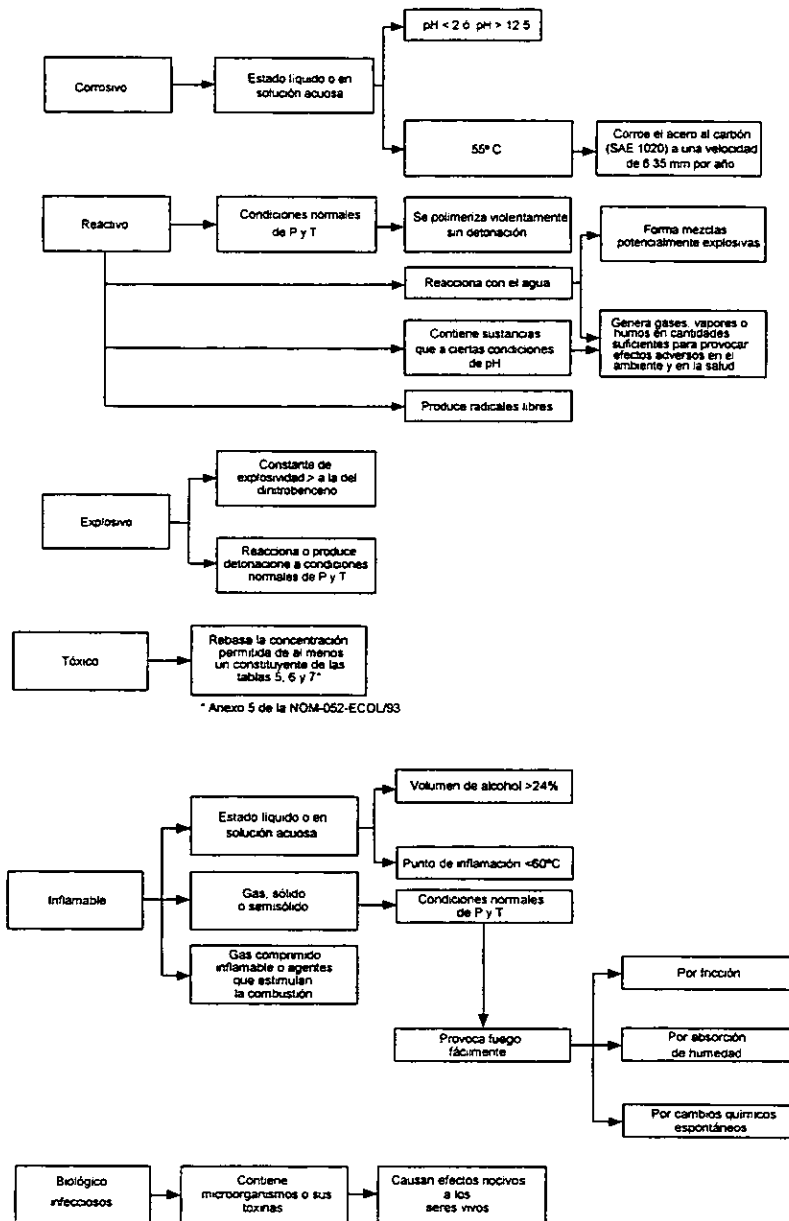 pH < 2 ó pH > 12 5
Corrosivo
Estado líquido o en
solución acuosa
55° C
Corroe el acero al carbón
(SAE 1020) a una velocidad
de 6 35 mm por año
Reactivo
Condiciones normales
de P y T
Se polimeriza violentamente
sin detonación
Forma mezclas
potencialmente explosivas
Reacciona con el agua
Contiene sustancias
que a ciertas condiciones
de pH
Genera gases, vapores o
humos en cantidades
suficientes para provocar
efectos adversos en el
ambiente y en la salud
Produce radicales libres
Explosivo
Constante de
explosividad > a la del
dinitrobenceno
Reacciona o produce
detonacione a condiciones
normales de P y T
Tóxico
Rebasa la concentración
permitida de al menos
un constituyente de las
tablas 5, 6 y 7*
* Anexo 5 de la NOM-052-ECOL/93
Inflamable
Estado líquido o en
solución acuosa
Volumen de alcohol >24%
Punto de inflamación <60°C
Gas, sólido
o semisólido
Condiciones normales
de P y T
Gas comprimido
inflamable o agentes
que estimulan
la combustión
Provoca fuego
fácilmente
Por fricción
Por absorción
de humedad
Por cambios químicos
espontáneos
Biológico
infecciosos
Contiene
microorganismos o sus
toxinas
Causan efectos nocivos
a los
seres vivos